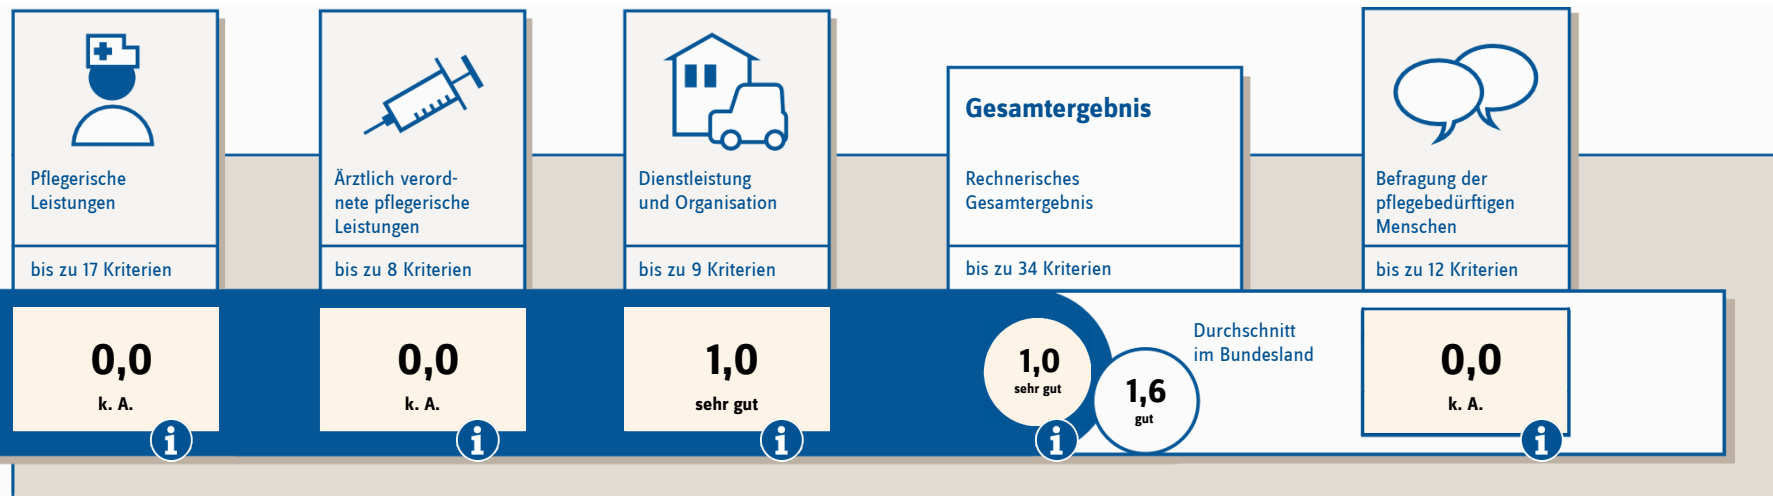 Pflegerische
Leistungen
bis zu 17 Kriterien
0,0
k. A.
Ärztlich verord-
nete pflegerische
Leistungen
bis zu 8 Kriterien
0,0
k. A.
Dienstleistung
und Organisation
bis zu 9 Kriterien
1,0
sehr gut
Gesamtergebnis
Rechnerisches
Gesamtergebnis
bis zu 34 Kriterien
1,0
sehr gut
1,6
gut
Durchschnitt
im Bundesland
Befragung der
pflegebedürftigen
Menschen
bis zu 12 Kriterien
0,0
k. A.